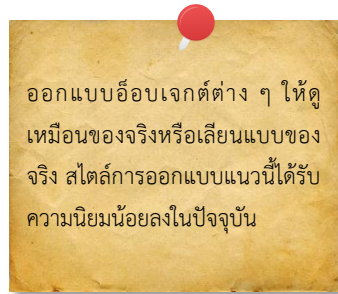 ออกแบบอ็อบเจกต์ต่าง ๆ ให้ดู
เหมือนของจริงหรือเลียนแบบของ
จริง สไตล์การออกแบบแนวนี้ได้รับ
ความนิยมน้อยลงในปัจจุบัน